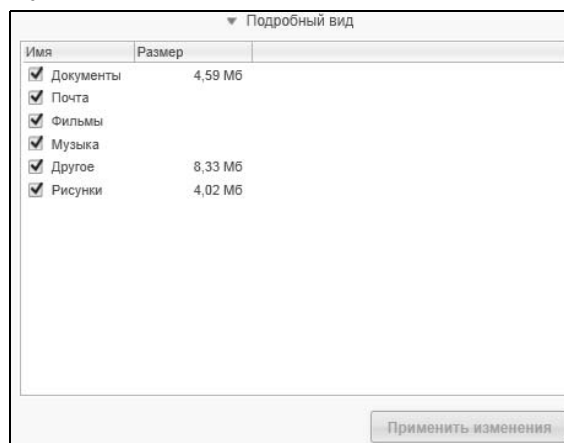 Подробный вид
Имя Размер
Документы 4,59 Мб
Почта
Фильмы
Музыка
Другое 8,33 Мб
Рисунки 4,02 Мб
Применить изменения